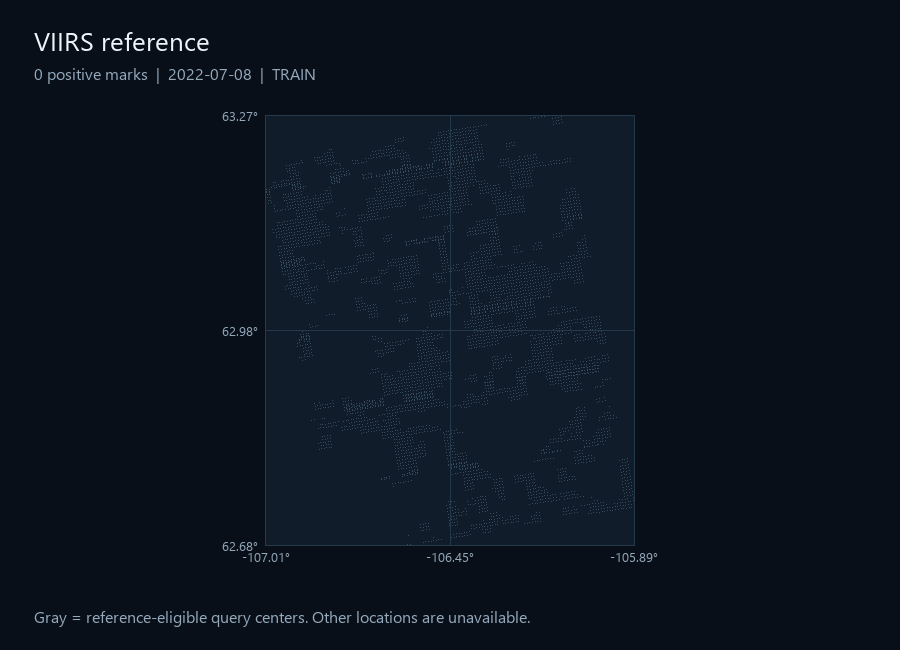 VIIRS reference
0 positive marks | 2022-07-08 | TRAIN
63.27°
62.98°
62.68°
-107.01° -106.45° -105.89°
Gray = reference-eligible query centers. Other locations are unavailable.